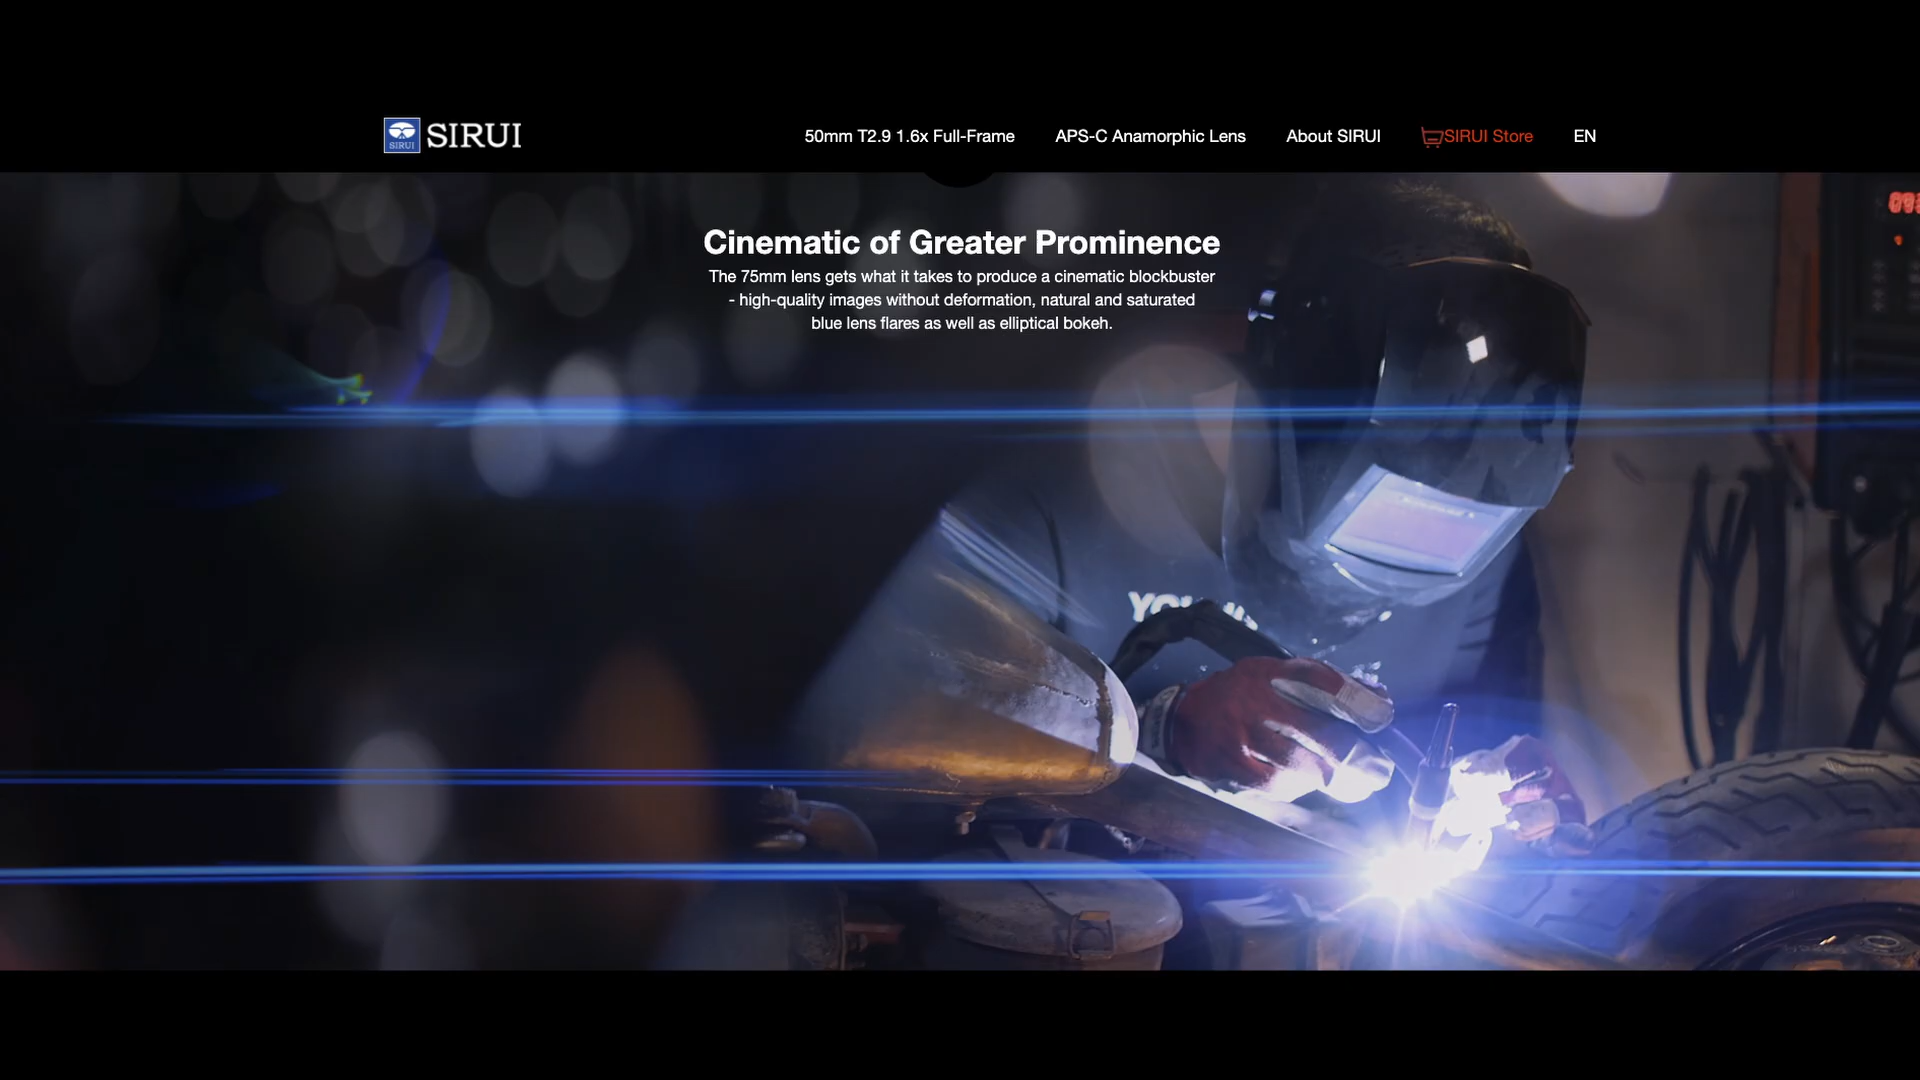 SIRUI
SIRUI
50mm T2.9 1.6x Full-Frame
APS-C Anamorphic Lens
About SIRUI
SIRUI Store
EN
Cinematic of Greater Prominence
The 75mm lens gets what it takes to produce a cinematic blockbuster
- high-quality images without deformation, natural and saturated
blue lens flares as well as elliptical bokeh.